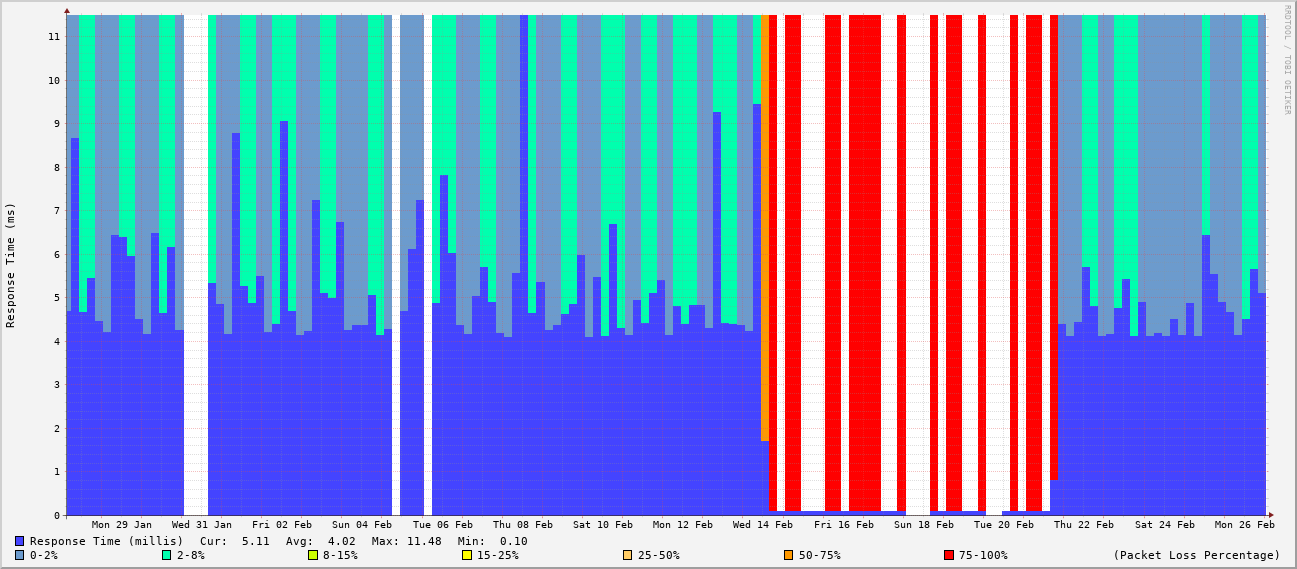 RRDTOOL / TOBI OETIKER
Response Time (ms)
11
10
9
8
7
6
5
4
3
2
1
0
Mon 29 Jan Wed 31 Jan Fri 02 Feb Sun 04 Feb Tue 06 Feb Thu 08 Feb Sat 10 Feb Mon 12 Feb Wed 14 Feb Fri 16 Feb Sun 18 Feb Tue 20 Feb Thu 22 Feb Sat 24 Feb Mon 26 Feb
Response Time (millis) Cur: 5.11 Avg: 4.02 Max: 11.48 Min: 0.10
0-2% 2-8% 8-15% 15-25% 25-50% 50-75% 75-100% (Packet Loss Percentage)